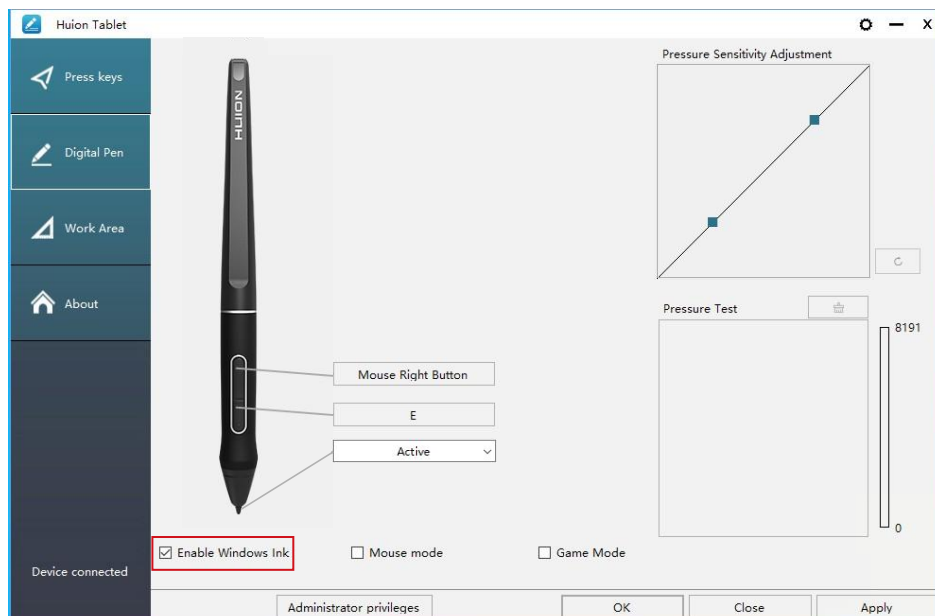 Huion Tablet
Press keys
Digital Pen
Work Area
About
Device connected
HUION
Mouse Right Button
E
Active
Enable Windows Ink
Mouse mode
Game Mode
Pressure Sensitivity Adjustment
Pressure Test
8191
0
Administrator privileges
OK
Close
Apply